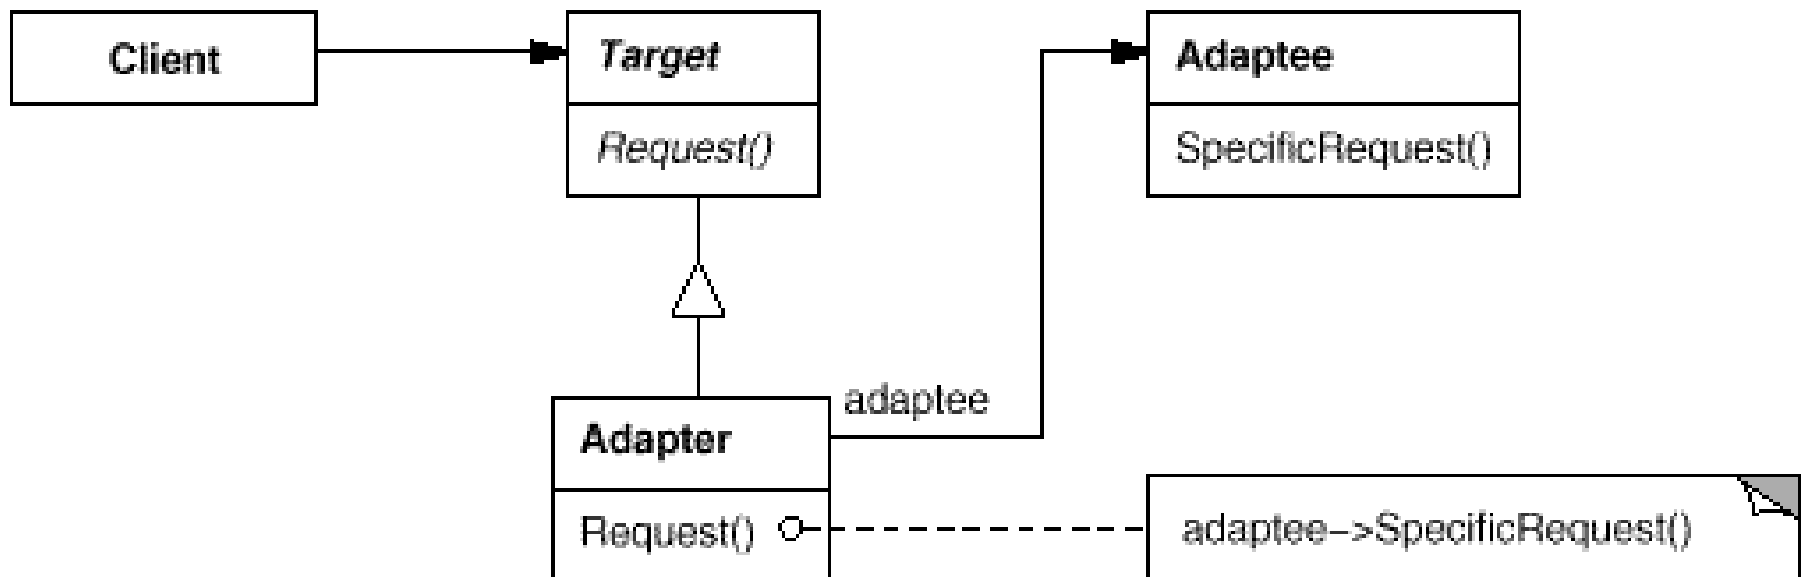 Client
Target
Request()
Adaptee
SpecificRequest()
adaptee
Adapter
Request()
adaptee–>SpecificRequest()